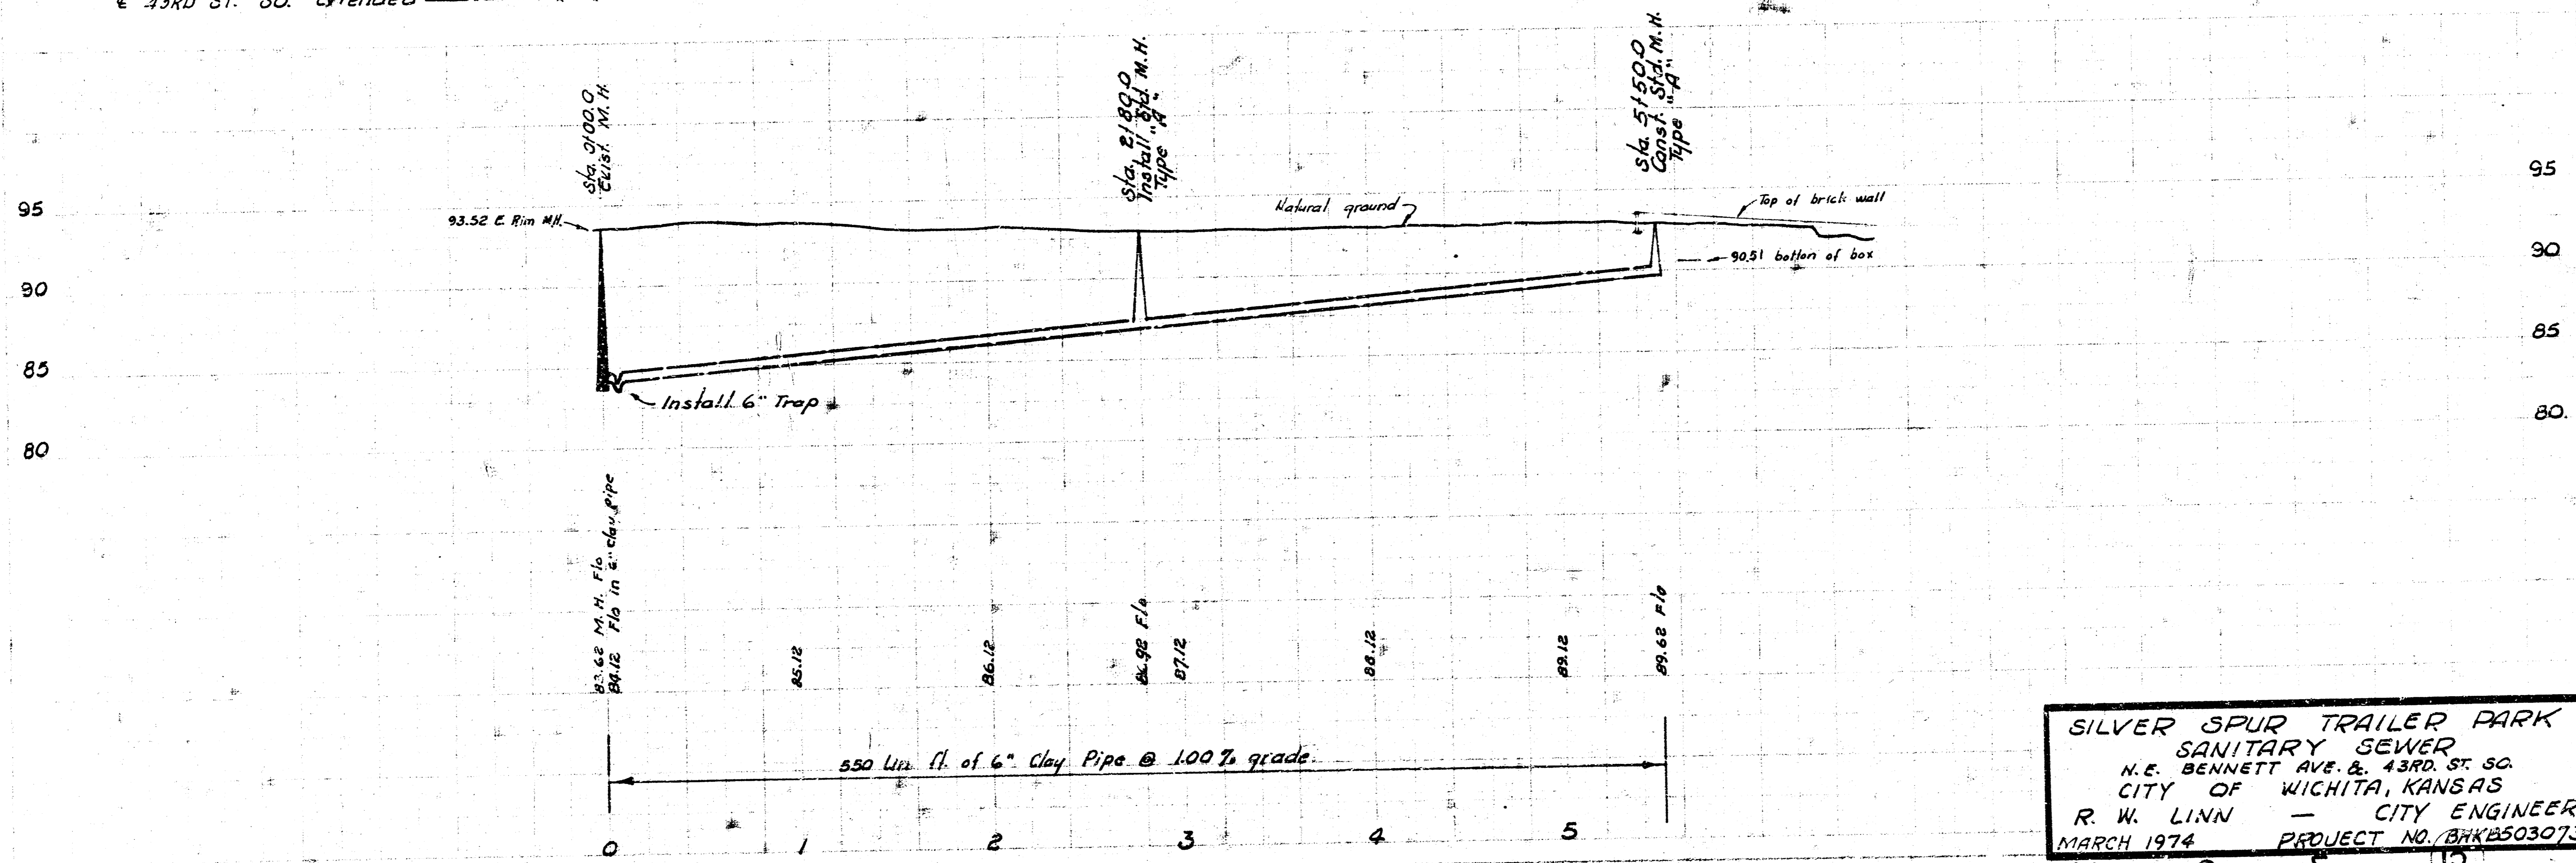 ℄ 43RD ST. SO. Extended
Sta. 0+00.0
Exist. M.H.
Sta. 2+80.0
Install Std. M.H.
Type "A"
Sta. 5+50.0
Const. Std. M.H.
Type "A"
95
95
93.52 E. Rim M.H.
Natural ground
Top of brick wall
90
90
90.51 botton of box
85
85
Install 6" Trap
80
80.
83.62 M.H. Flo
84.12 Flo in 6" clay pipe
85.12
86.12
86.92 Flo
87.12
88.12
89.12
89.62 Flo
550 Lin ft. of 6" Clay Pipe @ 1.00% grade
0 1 2 3 4 5
SILVER SPUR TRAILER PARK
SANITARY SEWER
N.E. BENNETT AVE. & 43RD. ST. SO.
CITY OF WICHITA, KANSAS
R. W. LINN — CITY ENGINEER
MARCH 1974 PROJECT NO.